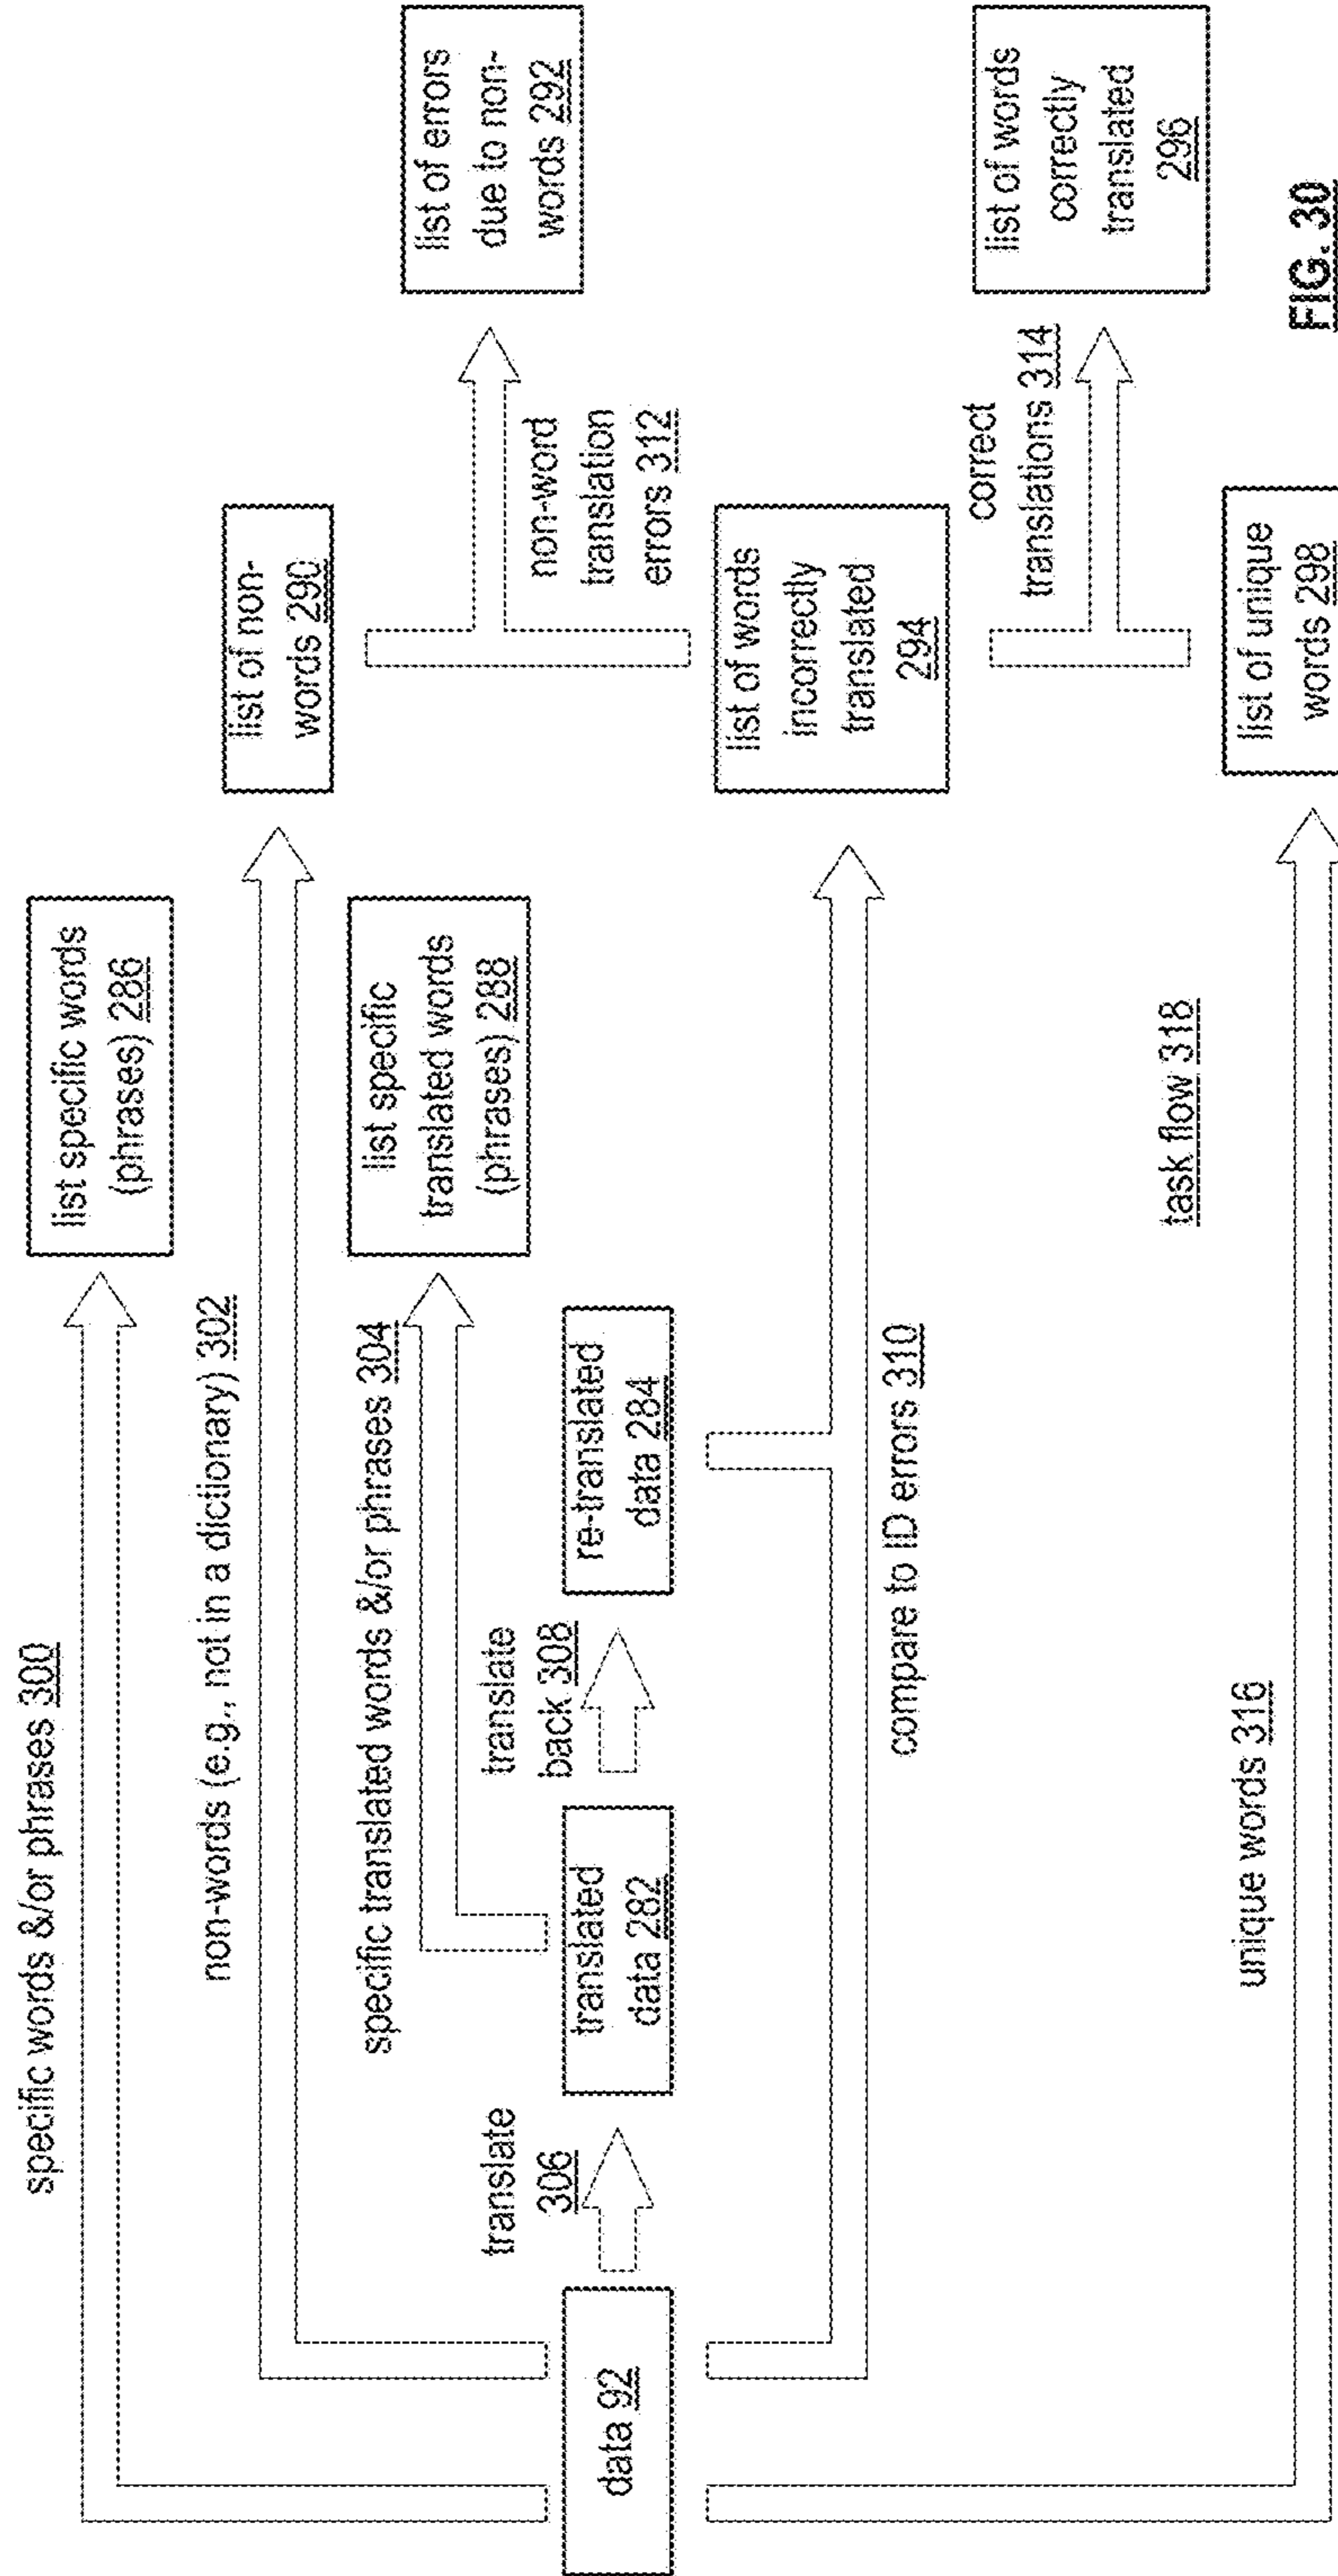 specific words &/or phrases 300
list specific words
(phrases) 286
non-words (e.g., not in a dictionary) 302
list of non-
words 290
specific translated words &/or phrases 304
list specific
translated words
(phrases) 288
list of errors
due to non-
words 292
non-word
translation
errors 312
data 92
translate
306
translated
data 282
translate
back 308
re-translated
data 284
compare to ID errors 310
list of words
incorrectly
translated
294
correct
translations 314
list of words
correctly
translated
296
task flow 318
unique words 316
list of unique
words 298
FIG. 30